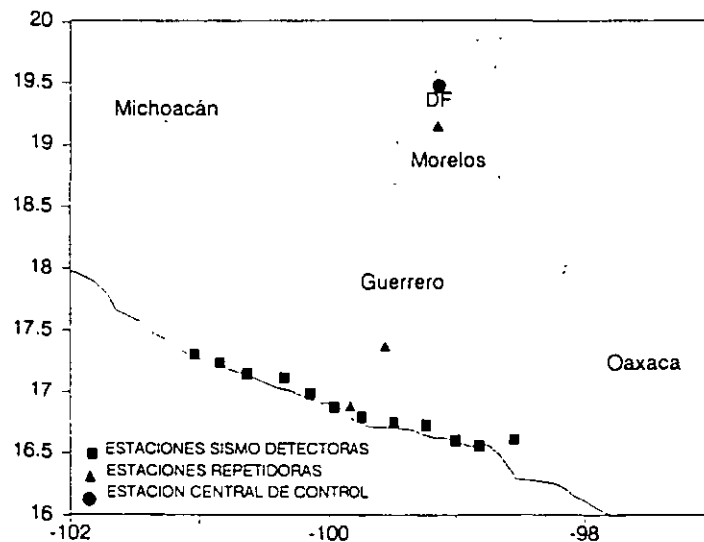 20
19.5
DF
Michoacán
19
Morelos
18.5
18
Guerrero
17.5
Oaxaca
17
16.5
ESTACIONES SISMO DETECTORAS
ESTACIONES REPETIDORAS
ESTACION CENTRAL DE CONTROL
16
-102
-100
-98